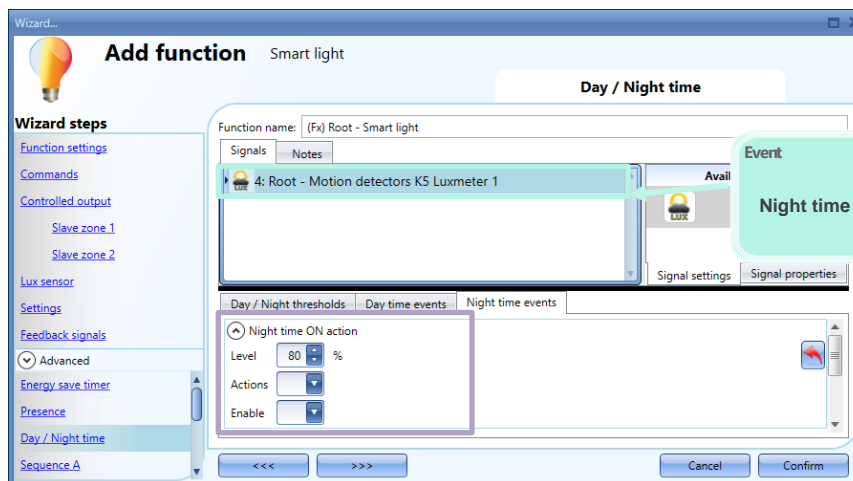 Wizard...
Add function Smart light
Day / Night time
Wizard steps
Function settings
Commands
Controlled output
Slave zone 1
Slave zone 2
Lux sensor
Settings
Feedback signals
Advanced
Energy save timer
Presence
Day / Night time
Sequence A
Function name: (Fx) Root - Smart light
Signals Notes
LUX 4: Root - Motion detectors K5 Luxmeter 1
Avail
LUX
Event
Night time
Signal settings Signal properties
Day / Night thresholds Day time events Night time events
Night time ON action
Level 80 %
Actions
Enable
<<< >>> Cancel Confirm